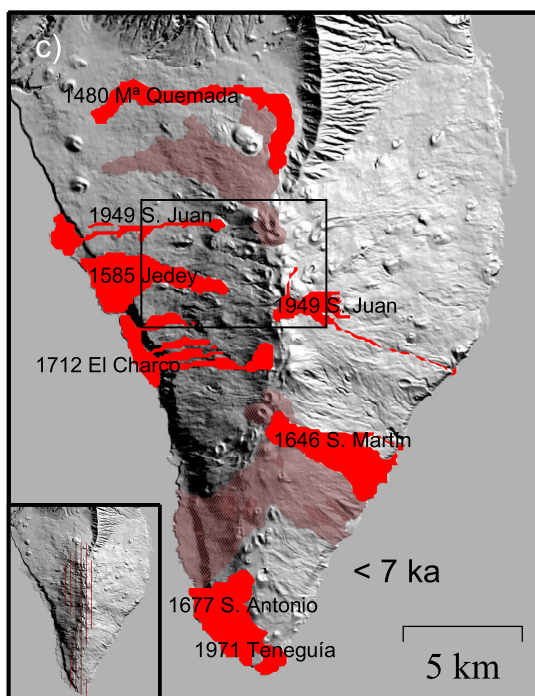 c)
1480 Mª Quemada
1949 S. Juan
1585 Jedey
1949 S. Juan
1712 El Charco
1646 S. Martín
< 7 ka
1677 S. Antonio
1971 Teneguía
5 km